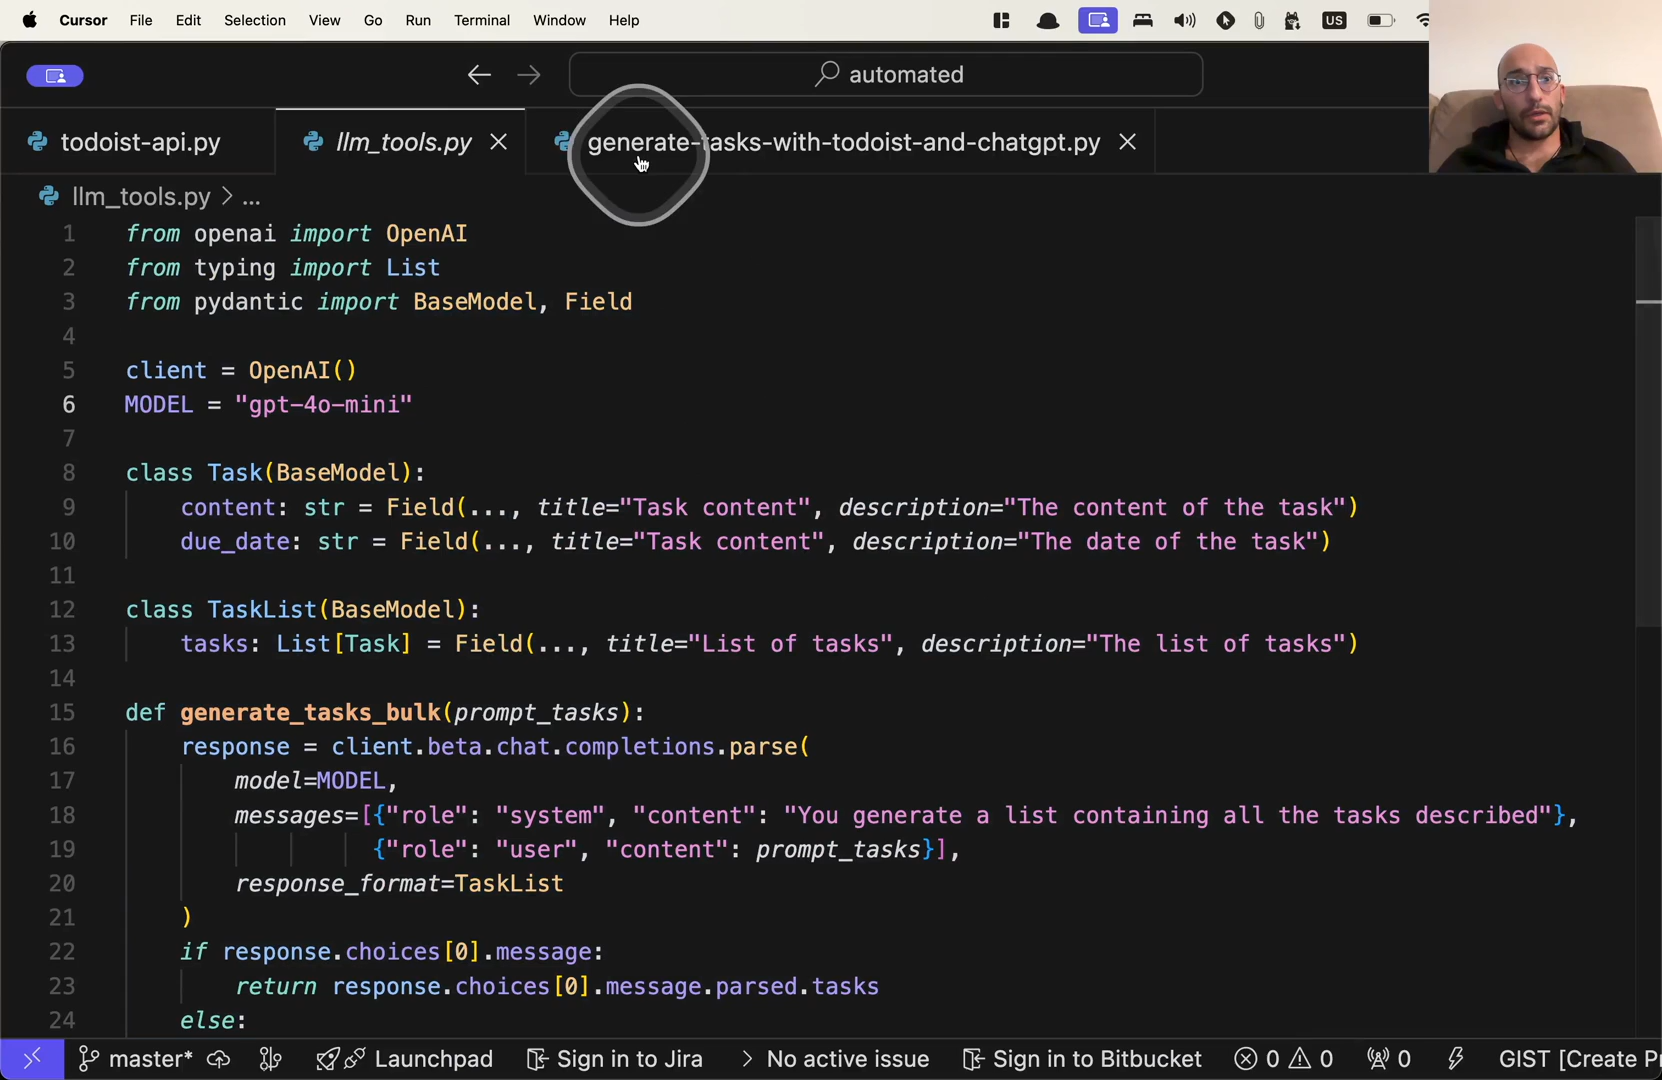 Cursor File Edit Selection View Go Run Terminal Window Help US
automated
todoist-api.py llm_tools.py generate-tasks-with-todoist-and-chatgpt.py
llm_tools.py > ...
1 from openai import OpenAI
2 from typing import List
3 from pydantic import BaseModel, Field
4
5 client = OpenAI()
6 MODEL = "gpt-4o-mini"
7
8 class Task(BaseModel):
9 content: str = Field(..., title="Task content", description="The content of the task")
10 due_date: str = Field(..., title="Task content", description="The date of the task")
11
12 class TaskList(BaseModel):
13 tasks: List[Task] = Field(..., title="List of tasks", description="The list of tasks")
14
15 def generate_tasks_bulk(prompt_tasks):
16 response = client.beta.chat.completions.parse(
17 model=MODEL,
18 messages=[{"role": "system", "content": "You generate a list containing all the tasks described"},
19 {"role": "user", "content": prompt_tasks}],
20 response_format=TaskList
21 )
22 if response.choices[0].message:
23 return response.choices[0].message.parsed.tasks
24 else:
master* Launchpad Sign in to Jira > No active issue Sign in to Bitbucket 0 0 0 GIST [Create Pr